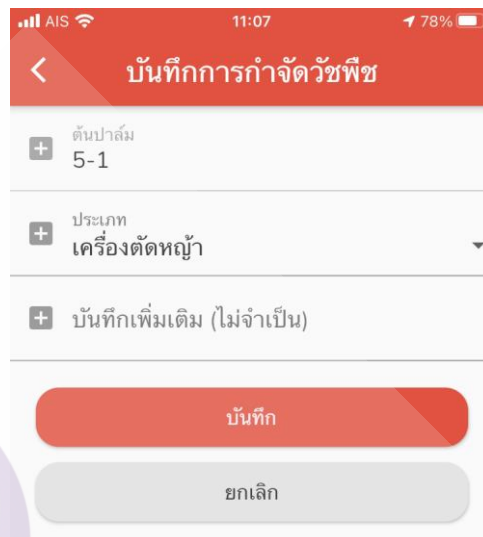 AIS 11:07 78%
บันทึกการกำจัดวัชพืช
ต้นปาล์ม
5-1
ประเภท
เครื่องตัดหญ้า
บันทึกเพิ่มเติม (ไม่จำเป็น)
บันทึก
ยกเลิก